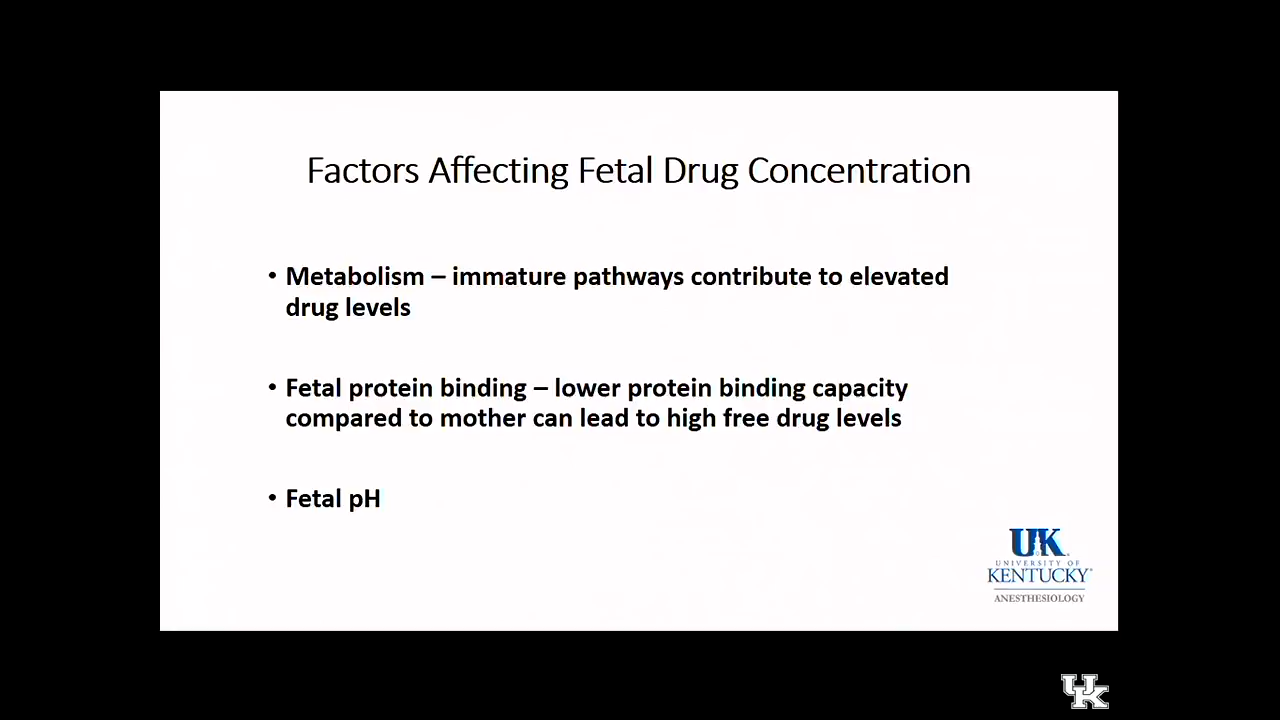 Factors Affecting Fetal Drug Concentration
• Metabolism – immature pathways contribute to elevated
drug levels
• Fetal protein binding – lower protein binding capacity
compared to mother can lead to high free drug levels
• Fetal pH
UK
UNIVERSITY OF
KENTUCKY
ANESTHESIOLOGY
UK